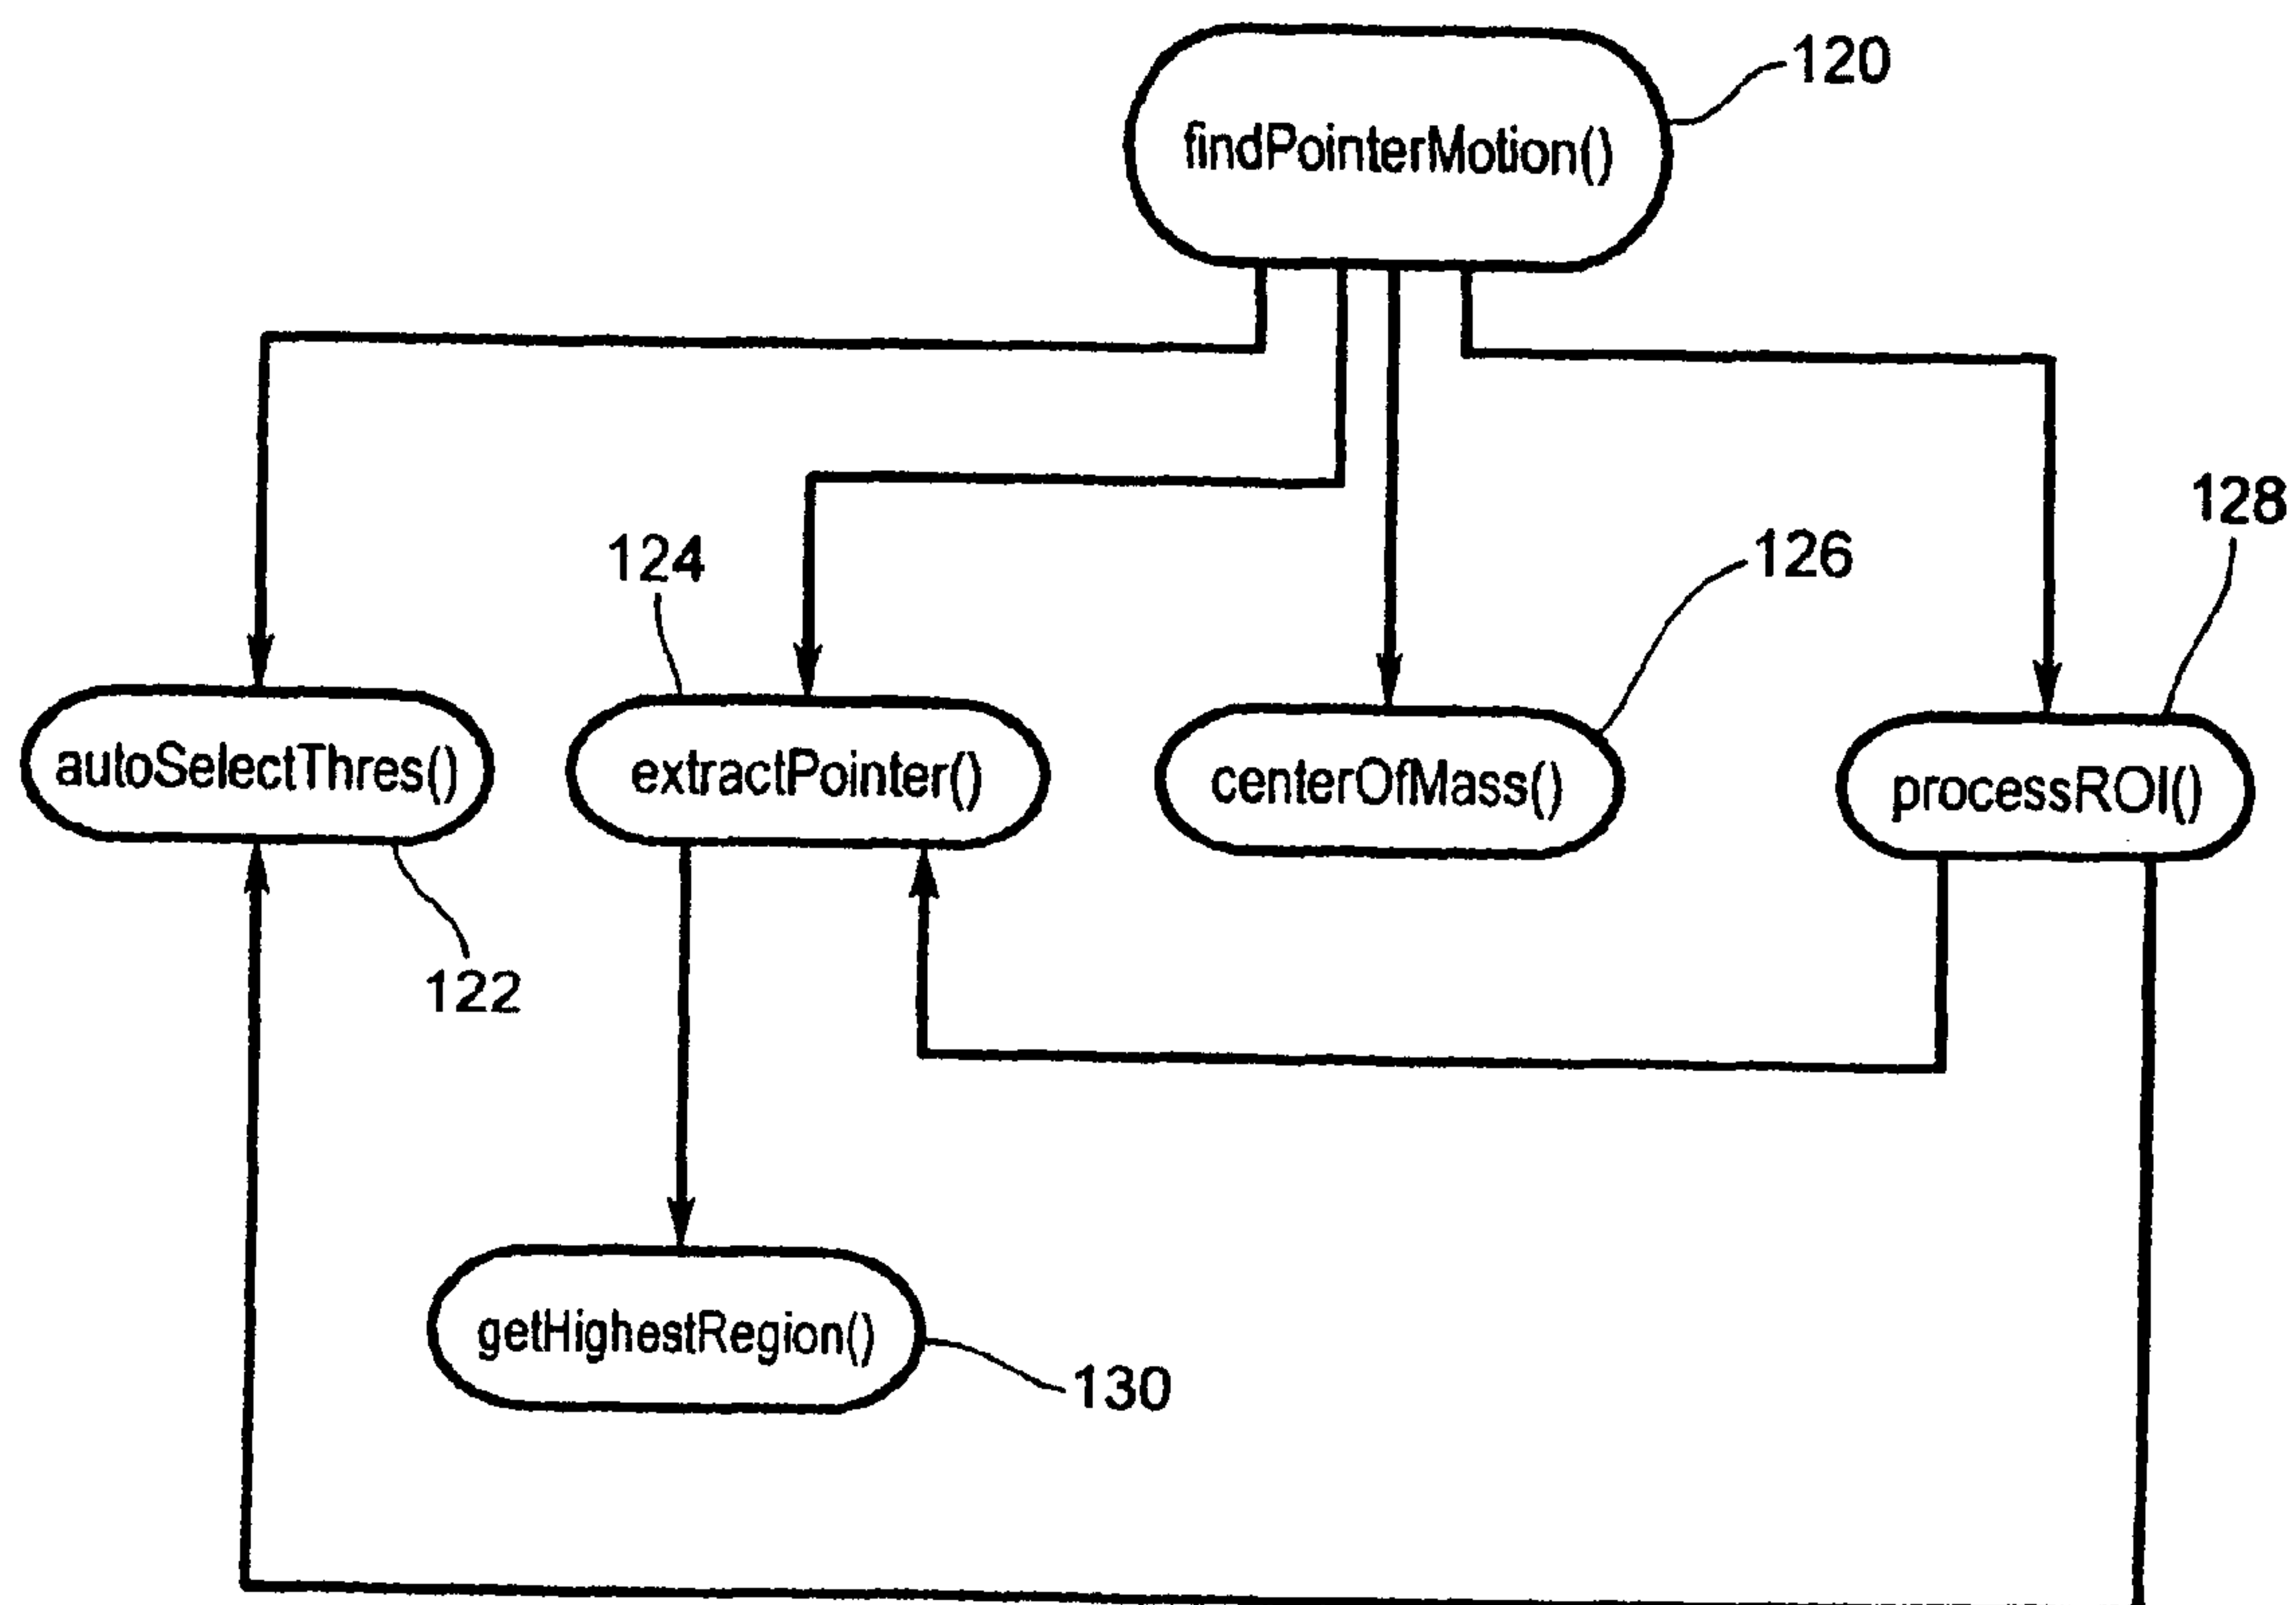 120
findPointerMotion()
128
124
126
autoSelectThres()
extractPointer()
centerOfMass()
processROI()
122
getHighestRegion()
130